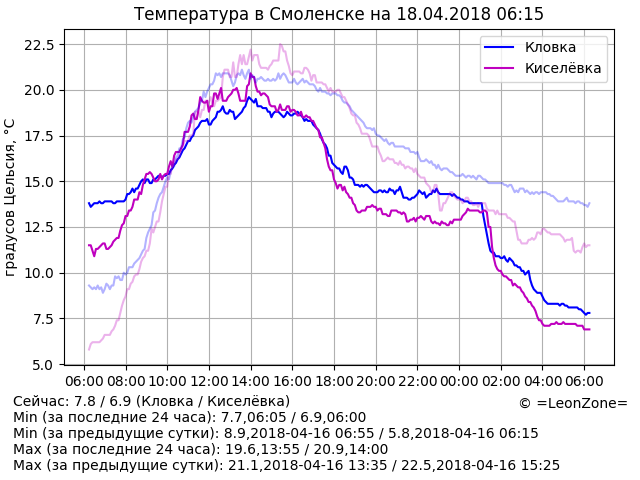 Температура в Смоленске на 18.04.2018 06:15
Кловка
Киселёвка
градусов Цельсия, °C
22.5
20.0
17.5
15.0
12.5
10.0
7.5
5.0
06:00 08:00 10:00 12:00 14:00 16:00 18:00 20:00 22:00 00:00 02:00 04:00 06:00
Сейчас: 7.8 / 6.9 (Кловка / Киселёвка)
© =LeonZone=
Min (за последние 24 часа): 7.7,06:05 / 6.9,06:00
Min (за предыдущие сутки): 8.9,2018-04-16 06:55 / 5.8,2018-04-16 06:15
Max (за последние 24 часа): 19.6,13:55 / 20.9,14:00
Max (за предыдущие сутки): 21.1,2018-04-16 13:35 / 22.5,2018-04-16 15:25